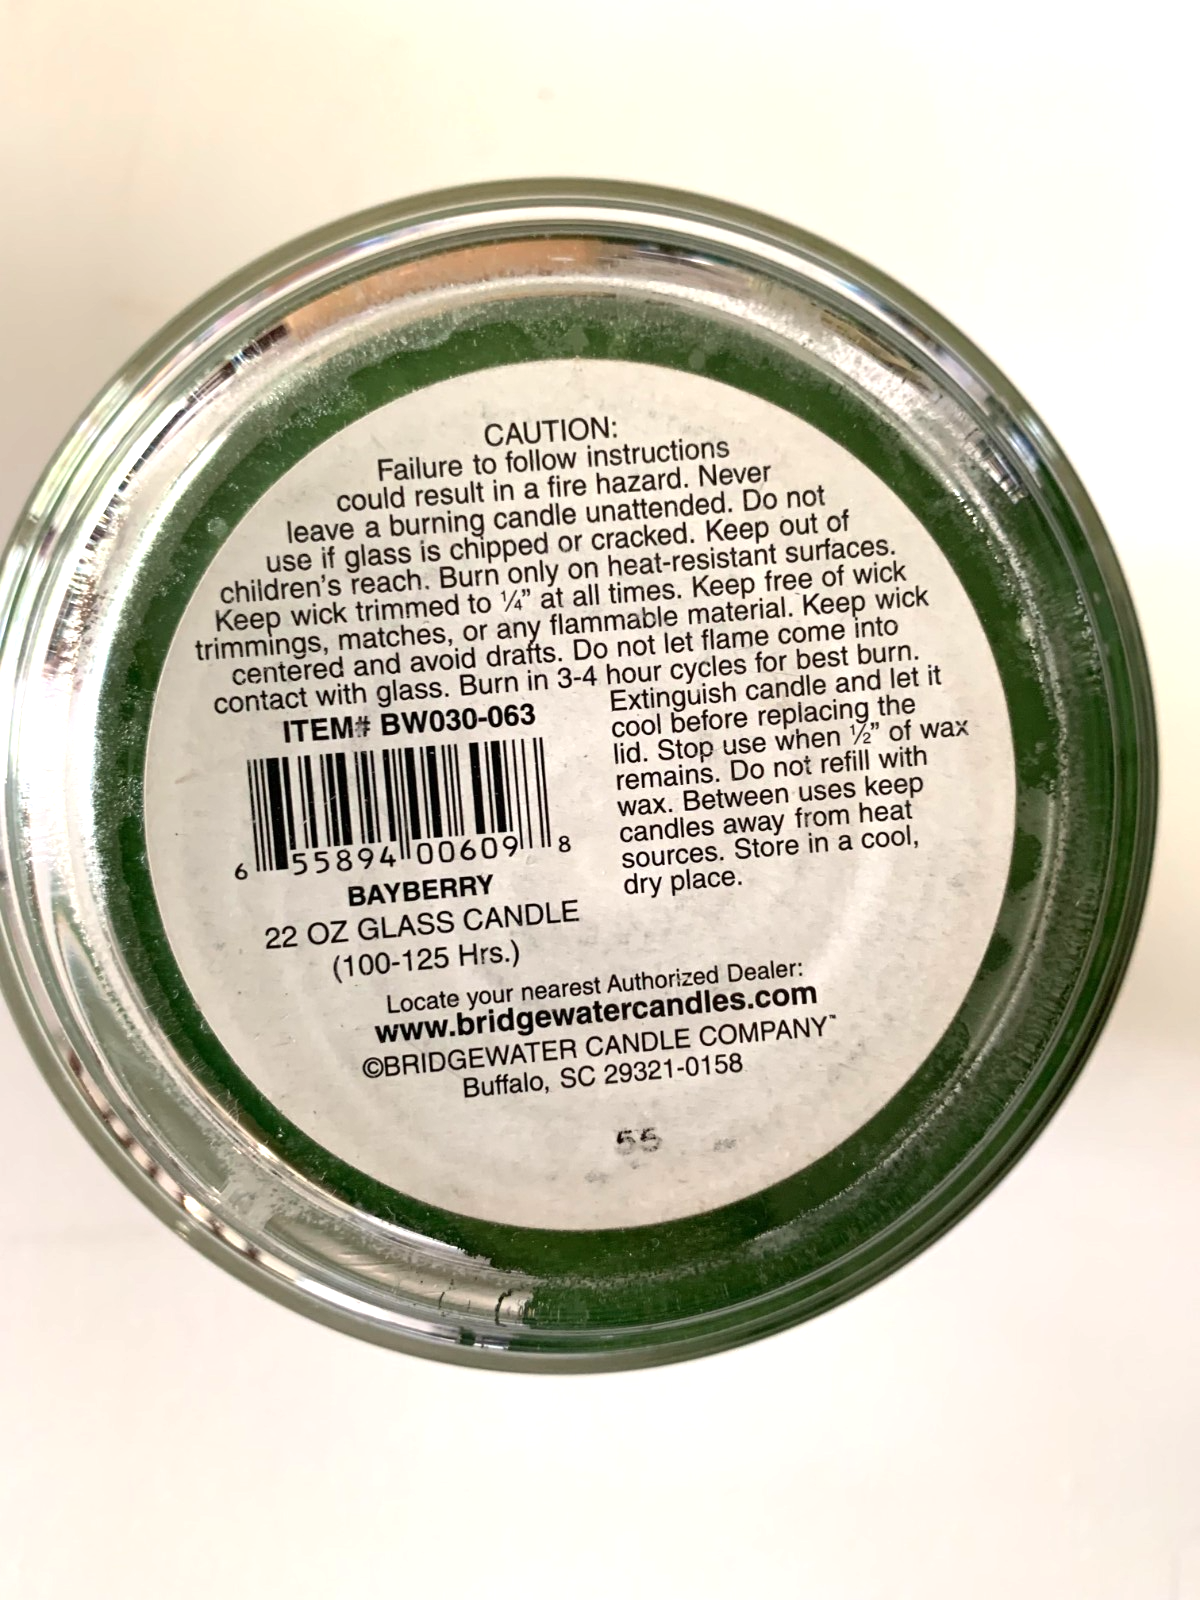 CAUTION:
Failure to follow instructions
could result in a fire hazard. Never
leave a burning candle unattended. Do not
use if glass is chipped or cracked. Keep out of
children's reach. Burn only on heat-resistant surfaces.
Keep wick trimmed to ¼” at all times. Keep free of wick
trimmings, matches, or any flammable material. Keep wick
centered and avoid drafts. Do not let flame come into
contact with glass. Burn in 3-4 hour cycles for best burn.
Extinguish candle and let it
cool before replacing the
lid. Stop use when ½” of wax
remains. Do not refill with
wax. Between uses keep
candles away from heat
sources. Store in a cool,
dry place.
ITEM# BW030-063
6 55894 00609 8
BAYBERRY
22 OZ GLASS CANDLE
(100-125 Hrs.)
Locate your nearest Authorized Dealer:
www.bridgewatercandles.com
©BRIDGEWATER CANDLE COMPANY™
Buffalo, SC 29321-0158
55